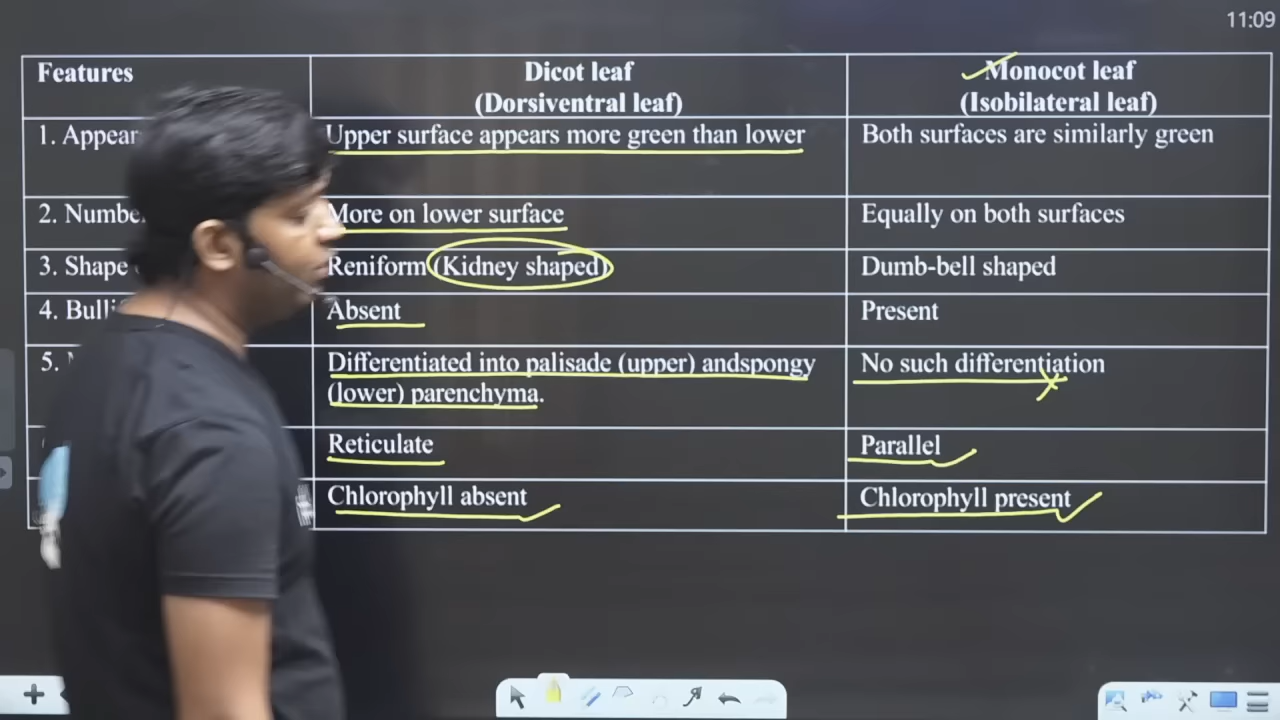 11:09
Features
Dicot leaf
(Dorsiventral leaf)
Monocot leaf
(Isobilateral leaf)
1. Appear
Upper surface appears more green than lower
Both surfaces are similarly green
2. Numbe
More on lower surface
Equally on both surfaces
3. Shape
Reniform (Kidney shaped)
Dumb-bell shaped
4. Bulli
Absent
Present
5.
Differentiated into palisade (upper) andspongy
(lower) parenchyma.
No such differentiation
Reticulate
Parallel
Chlorophyll absent
Chlorophyll present